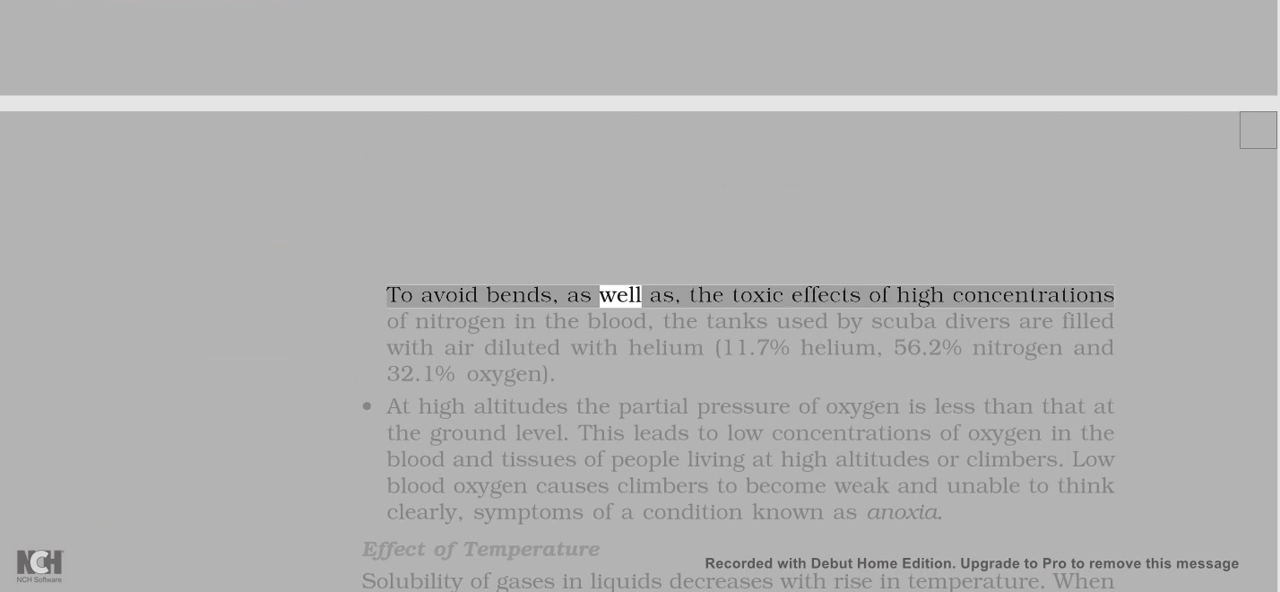 To avoid bends, as well as, the toxic effects of high concentrations
of nitrogen in the blood, the tanks used by scuba divers are filled
with air diluted with helium (11.7% helium, 56.2% nitrogen and
32.1% oxygen).
• At high altitudes the partial pressure of oxygen is less than that at
the ground level. This leads to low concentrations of oxygen in the
blood and tissues of people living at high altitudes or climbers. Low
blood oxygen causes climbers to become weak and unable to think
clearly, symptoms of a condition known as anoxia.
Effect of Temperature
Solubility of gases in liquids decreases with rise in temperature. When
NCH
NCH Software
Recorded with Debut Home Edition. Upgrade to Pro to remove this message